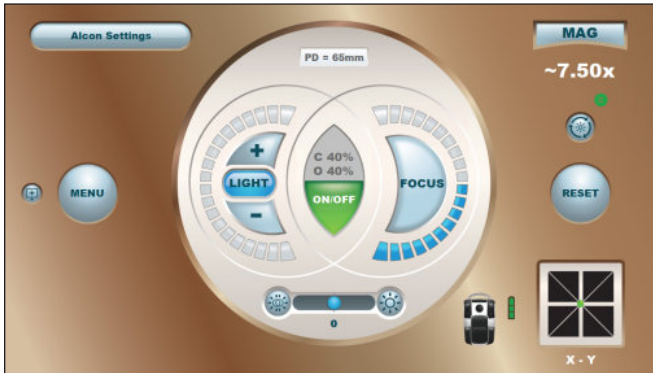 Alcon Settings
MAG
PD = 65mm
~7.50x
+
C 40%
O 40%
MENU
LIGHT
ON/OFF
FOCUS
RESET
-
0
X - Y